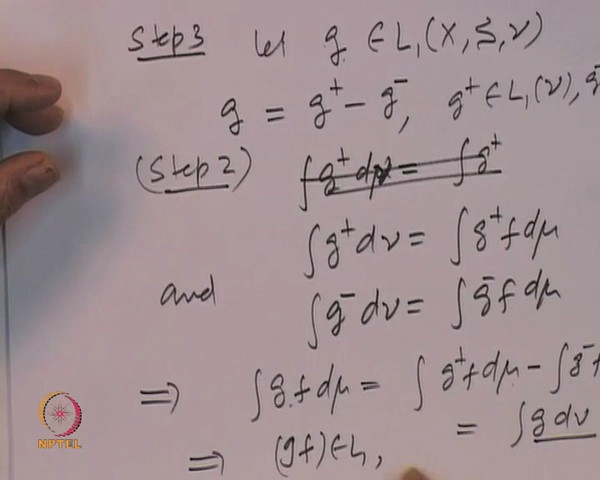 Step 3 Let g ∈ L₁(X, S, ν)
g = g⁺ − g⁻, g⁺ ∈ L₁(ν), g⁻
(Step 2) ∫g⁺dμ = ∫g⁺
∫g⁺dν = ∫g⁺f dμ
and ∫g⁻dν = ∫g⁻f dμ
⟹ ∫g f dμ = ∫g⁺f dμ − ∫g⁻f
= ∫g dν
⟹ (gf) ∈ L₁
NPTEL